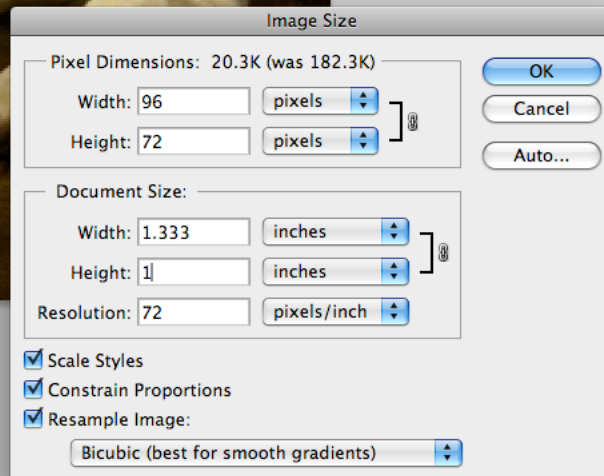 Image Size
Pixel Dimensions: 20.3K (was 182.3K)
Width: 96 pixels
Height: 72 pixels
OK
Cancel
Auto...
Document Size:
Width: 1.333 inches
Height: 1 inches
Resolution: 72 pixels/inch
Scale Styles
Constrain Proportions
Resample Image:
Bicubic (best for smooth gradients)